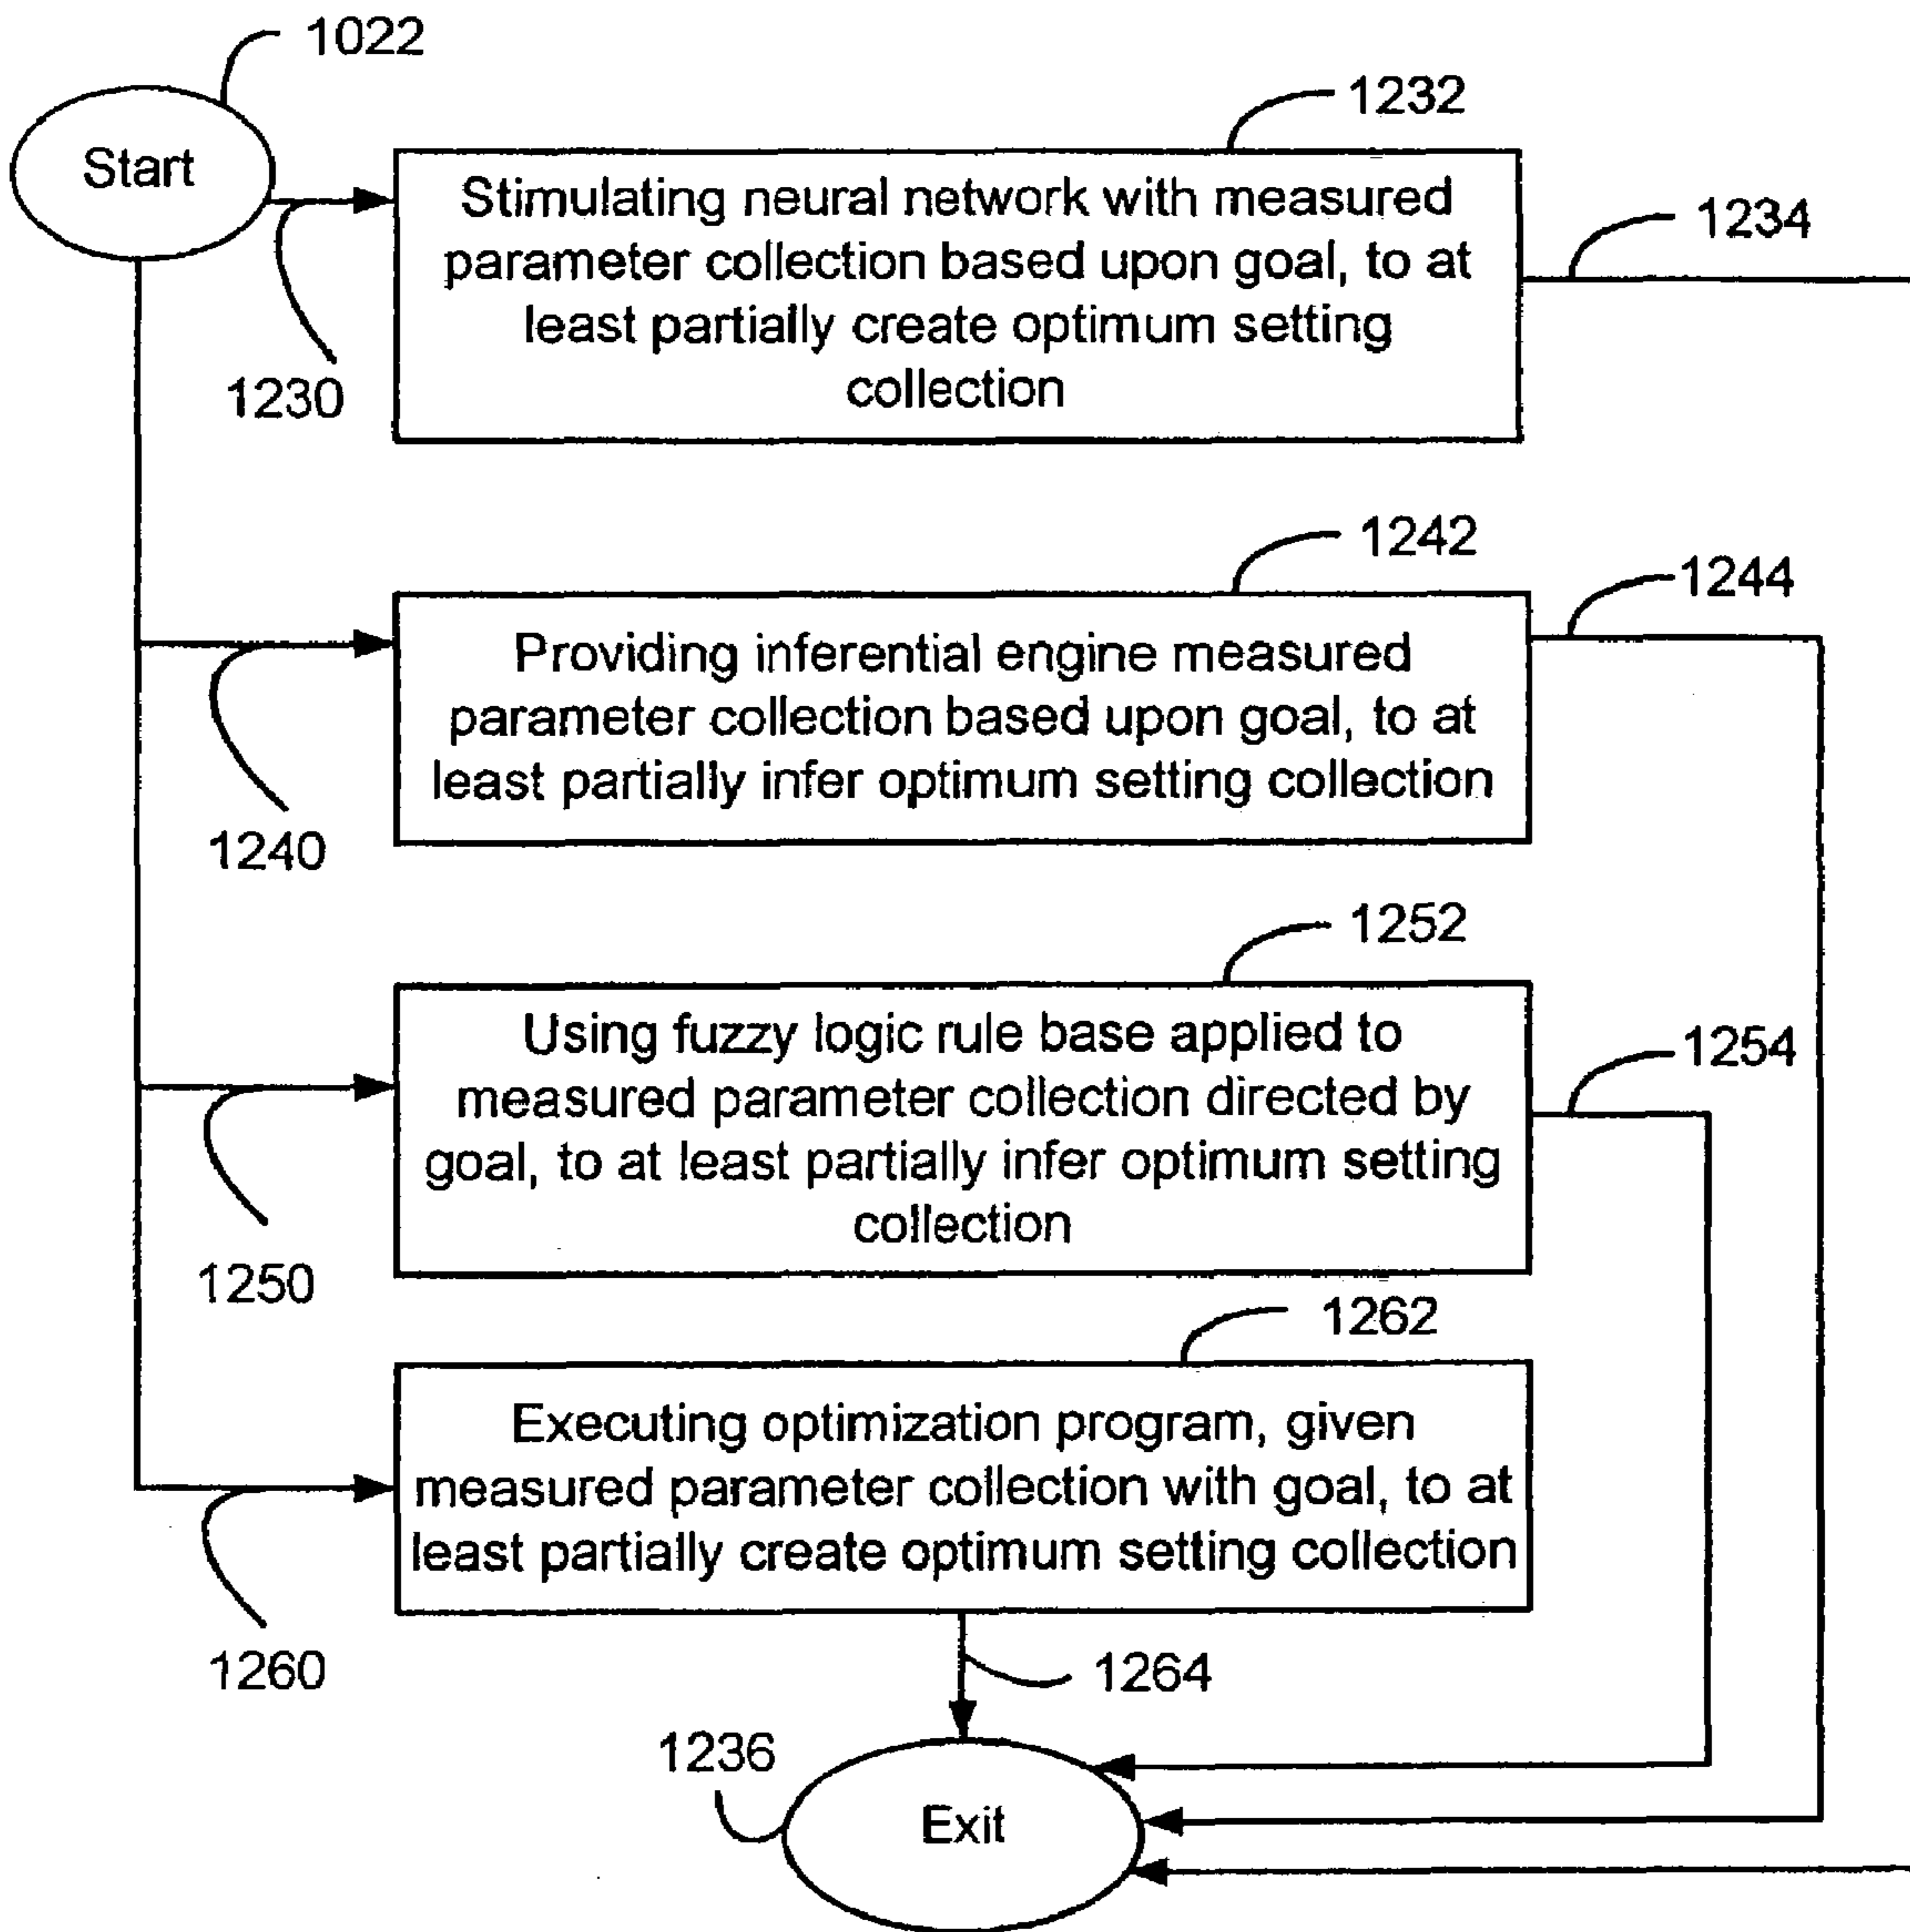 1022
Start
1232
Stimulating neural network with measured
parameter collection based upon goal, to at
least partially create optimum setting
collection
1234
1230
1242
1244
Providing inferential engine measured
parameter collection based upon goal, to at
least partially infer optimum setting collection
1240
1252
Using fuzzy logic rule base applied to
measured parameter collection directed by
goal, to at least partially infer optimum setting
collection
1254
1250
1262
Executing optimization program, given
measured parameter collection with goal, to at
least partially create optimum setting collection
1260
1264
1236
Exit